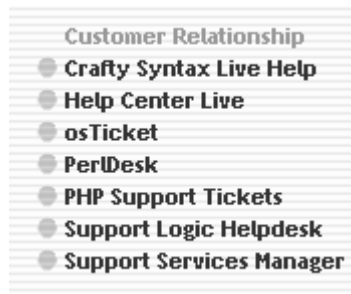 Customer Relationship
Crafty Syntax Live Help
Help Center Live
osTicket
PerlDesk
PHP Support Tickets
Support Logic Helpdesk
Support Services Manager